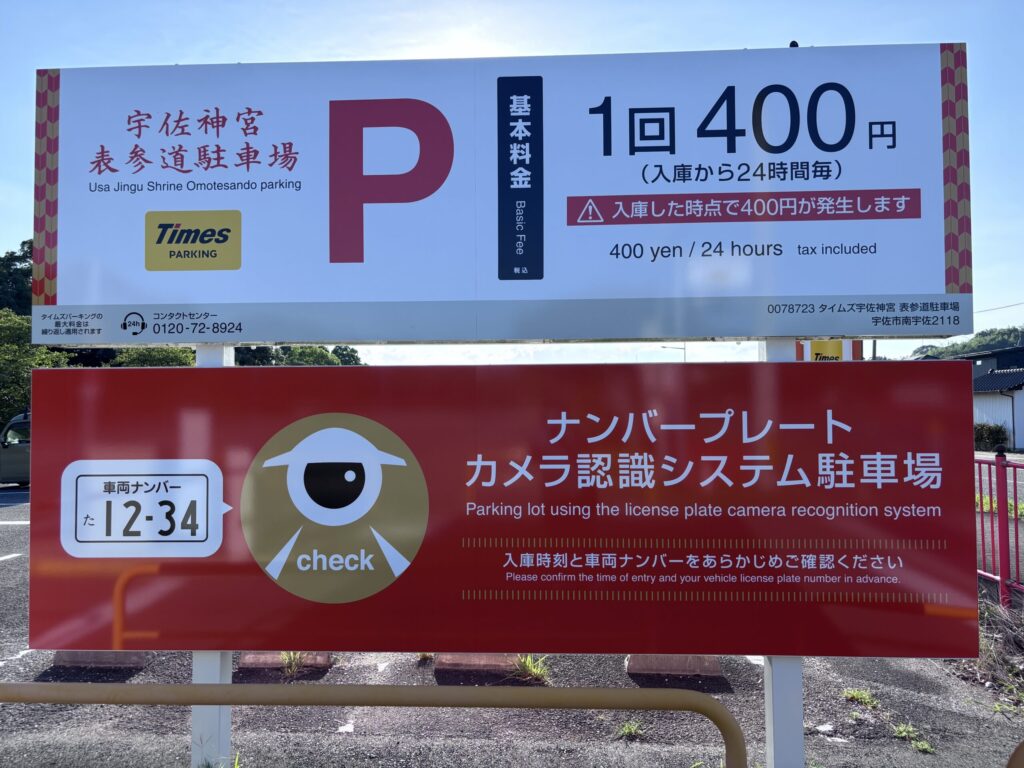 宇佐神宮
表参道駐車場
Usa Jingu Shrine Omotesando parking
Times
PARKING
P
基本料金 Basic Fee 税込
1回 400円
(入庫から24時間毎)
入庫した時点で400円が発生します
400 yen / 24 hours tax included
タイムズパーキングの
最大料金は
繰り返し適用されます
24h
コンタクトセンター
0120-72-8924
0078723 タイムズ宇佐神宮 表参道駐車場
宇佐市南宇佐2118
Times
車両ナンバー
た 12-34
check
ナンバープレート
カメラ認識システム駐車場
Parking lot using the license plate camera recognition system
入庫時刻と車両ナンバーをあらかじめご確認ください
Please confirm the time of entry and your vehicle license plate number in advance.